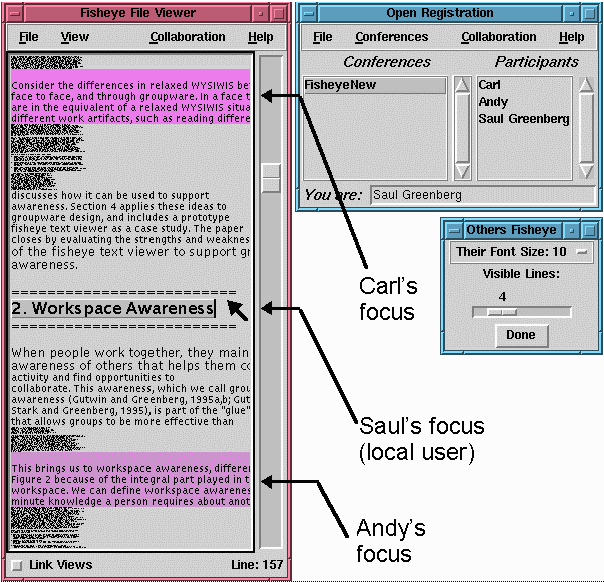 Fisheye File Viewer
File View Collaboration Help
Consider the differences in relaxed WYSIWIS be
face to face, and through groupware. In a face t
are in the equivalent of a relaxed WYSIWIS situa
different work artifacts, such as reading differe
discusses how it can be used to support
awareness. Section 4 applies these ideas to
groupware design, and includes a prototype
fisheye text viewer as a case study. The paper
closes by evaluating the strengths and weaknes
of the fisheye text viewer to support gr
awareness.
================================
2. Workspace Awareness
================================
When people work together, they main
awareness of others that helps them co
activity and find opportunities to
collaborate. This awareness, which we call grou
awareness (Gutwin and Greenberg, 1995a,b; Gut
Stark and Greenberg, 1995), is part of the "glue"
that allows groups to be more effective than
This brings us to workspace awareness, differen
Figure 2 because of the integral part played in t
workspace. We can define workspace awarenes
minute knowledge a person requires about anot
Link Views Line: 157
Open Registration
File Conferences Collaboration Help
Conferences Participants
FisheyeNew
Carl
Andy
Saul Greenberg
You are: Saul Greenberg
Others Fisheye
Their Font Size: 10
Visible Lines:
4
Done
Carl's
focus
Saul's focus
(local user)
Andy's
focus